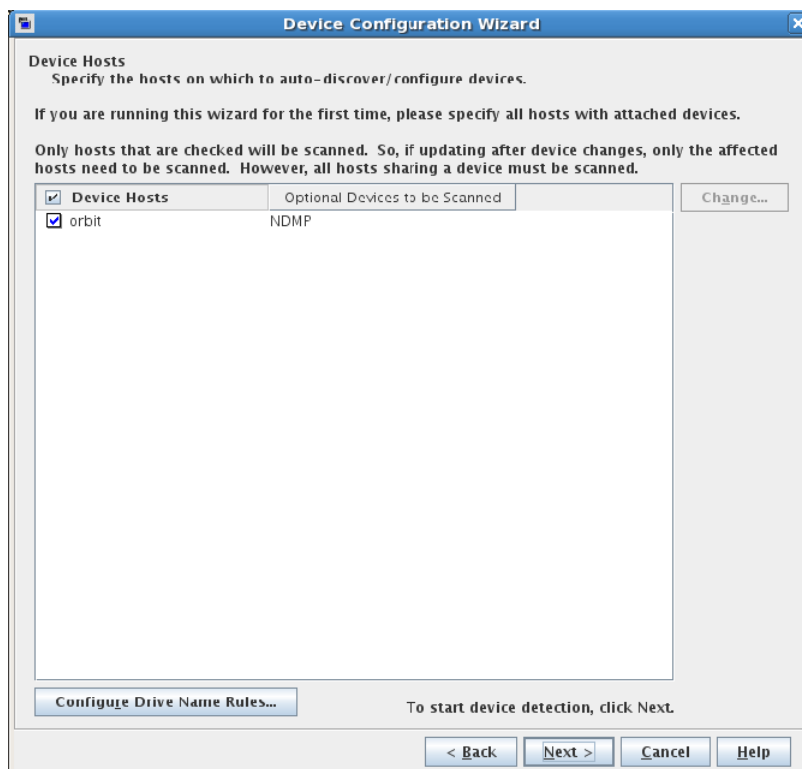 Device Configuration Wizard
Device Hosts
Specify the hosts on which to auto-discover/configure devices.
If you are running this wizard for the first time, please specify all hosts with attached devices.
Only hosts that are checked will be scanned.  So, if updating after device changes, only the affected
hosts need to be scanned.  However, all hosts sharing a device must be scanned.
Device Hosts Optional Devices to be Scanned Change...
orbit NDMP
Configure Drive Name Rules... To start device detection, click Next.
< Back Next > Cancel Help